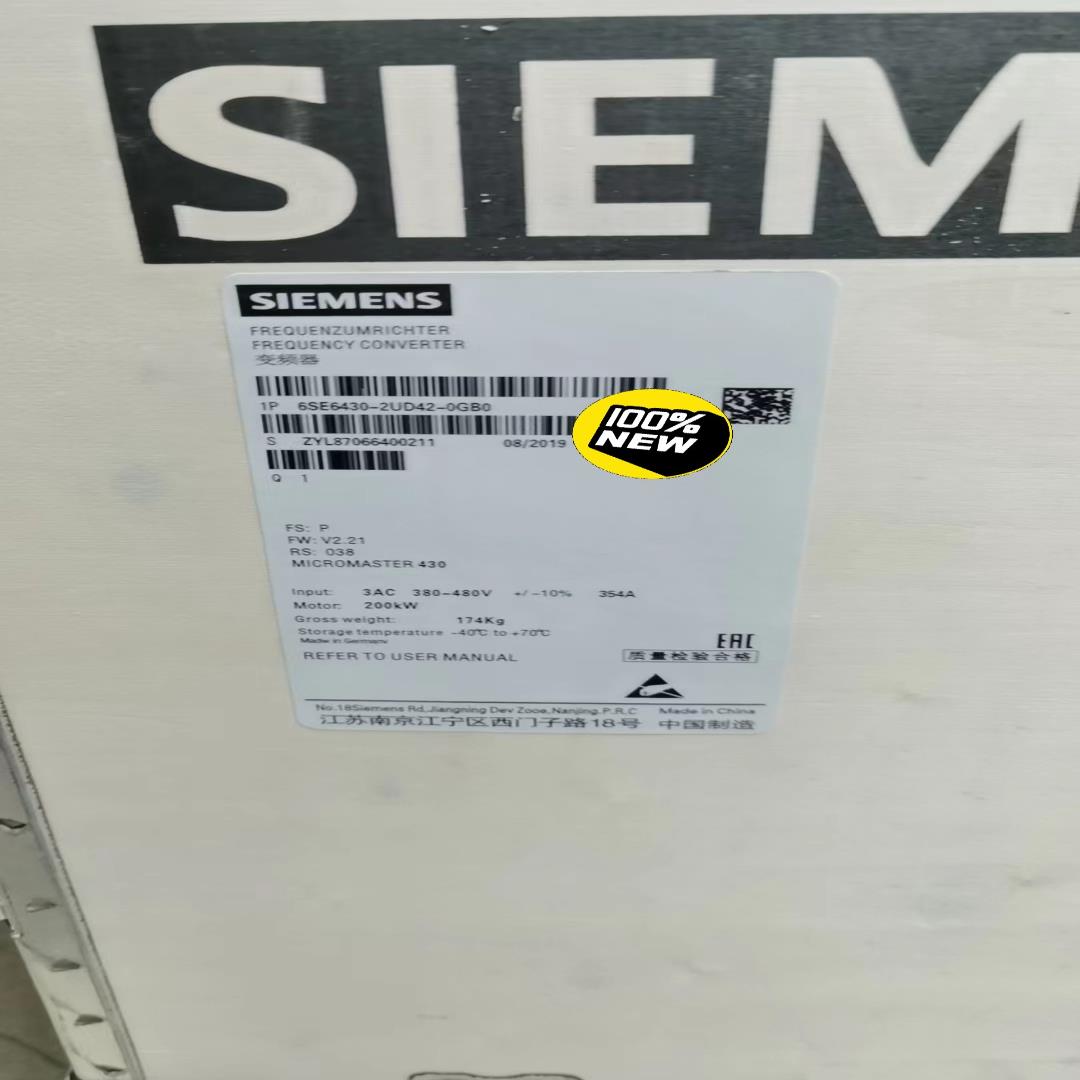 SIEM
SIEMENS
FREQUENZUMRICHTER
FREQUENCY CONVERTER
变频器
1P 6SE6430-2UD42-0GB0
S ZYL87066400211 08/2019
100%
NEW
Q 1
FS: P
FW: V2.21
RS: 038
MICROMASTER 430
Input: 3AC 380-480V +/-10% 354A
Motor: 200kW
Gross weight: 174Kg
Storage temperature -40℃ to +70℃
Made in Germany
REFER TO USER MANUAL
EAC
质量检验合格
No.18Siemens Rd,Jiangning Dev Zooe,Nanjing.P.R.C Made in China
江苏南京江宁区西门子路18号 中国制造